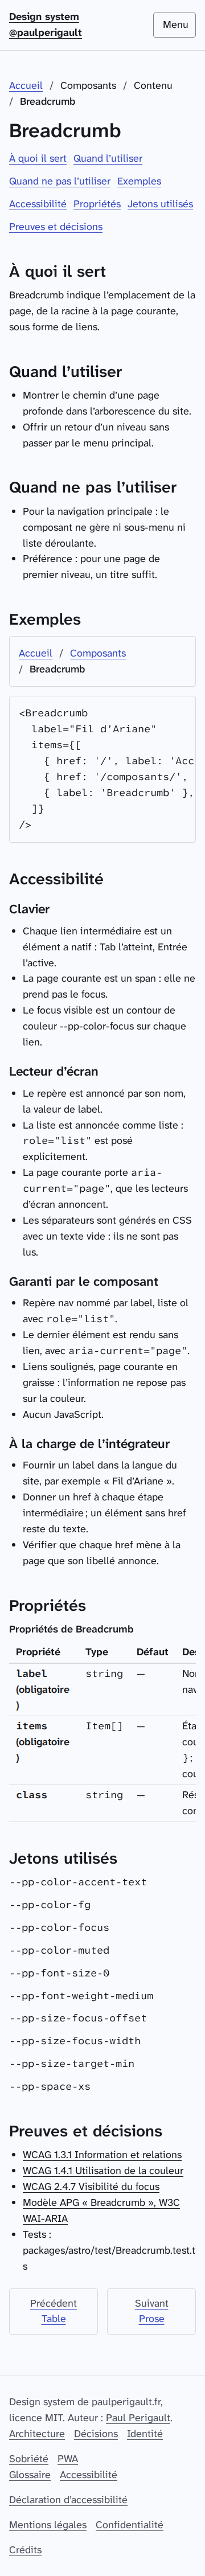 Design system
@paulperigault
Menu
Accueil / Composants / Contenu
/ Breadcrumb
Breadcrumb
À quoi il sert Quand l’utiliser
Quand ne pas l’utiliser Exemples
Accessibilité Propriétés Jetons utilisés
Preuves et décisions
À quoi il sert
Breadcrumb indique l’emplacement de la
page, de la racine à la page courante,
sous forme de liens.
Quand l’utiliser
• Montrer le chemin d’une page
profonde dans l’arborescence du site.
• Offrir un retour d’un niveau sans
passer par le menu principal.
Quand ne pas l’utiliser
• Pour la navigation principale : le
composant ne gère ni sous-menu ni
liste déroulante.
• Préférence : pour une page de
premier niveau, un titre suffit.
Exemples
Accueil / Composants
/ Breadcrumb
<Breadcrumb
label="Fil d’Ariane"
items={[
{ href: '/', label: 'Acc
{ href: '/composants/',
{ label: 'Breadcrumb' },
]}
/>
Accessibilité
Clavier
• Chaque lien intermédiaire est un
élément a natif : Tab l’atteint, Entrée
l’active.
• La page courante est un span : elle ne
prend pas le focus.
• Le focus visible est un contour de
couleur --pp-color-focus sur chaque
lien.
Lecteur d’écran
• Le repère est annoncé par son nom,
la valeur de label.
• La liste est annoncée comme liste :
role="list" est posé
explicitement.
• La page courante porte aria-
current="page", que les lecteurs
d’écran annoncent.
• Les séparateurs sont générés en CSS
avec un texte vide : ils ne sont pas
lus.
Garanti par le composant
• Repère nav nommé par label, liste ol
avec role="list".
• Le dernier élément est rendu sans
lien, avec aria-current="page".
• Liens soulignés, page courante en
graisse : l’information ne repose pas
sur la couleur.
• Aucun JavaScript.
À la charge de l’intégrateur
• Fournir un label dans la langue du
site, par exemple « Fil d’Ariane ».
• Donner un href à chaque étape
intermédiaire ; un élément sans href
reste du texte.
• Vérifier que chaque href mène à la
page que son libellé annonce.
Propriétés
Propriétés de Breadcrumb
Propriété Type Défaut
label string — Nor
(obligatoire nav
)
items Item[] — Éta
(obligatoire cou
) };
cou
class string — Rés
cor
Jetons utilisés
--pp-color-accent-text
--pp-color-fg
--pp-color-focus
--pp-color-muted
--pp-font-size-0
--pp-font-weight-medium
--pp-size-focus-offset
--pp-size-focus-width
--pp-size-target-min
--pp-space-xs
Preuves et décisions
• WCAG 1.3.1 Information et relations
• WCAG 1.4.1 Utilisation de la couleur
• WCAG 2.4.7 Visibilité du focus
• Modèle APG « Breadcrumb », W3C
WAI-ARIA
• Tests :
packages/astro/test/Breadcrumb.test.t
s
Précédent
Table
Suivant
Prose
Design system de paulperigault.fr,
licence MIT. Auteur : Paul Perigault.
Architecture Décisions Identité
Sobriété PWA
Glossaire Accessibilité
Déclaration d’accessibilité
Mentions légales Confidentialité
Crédits